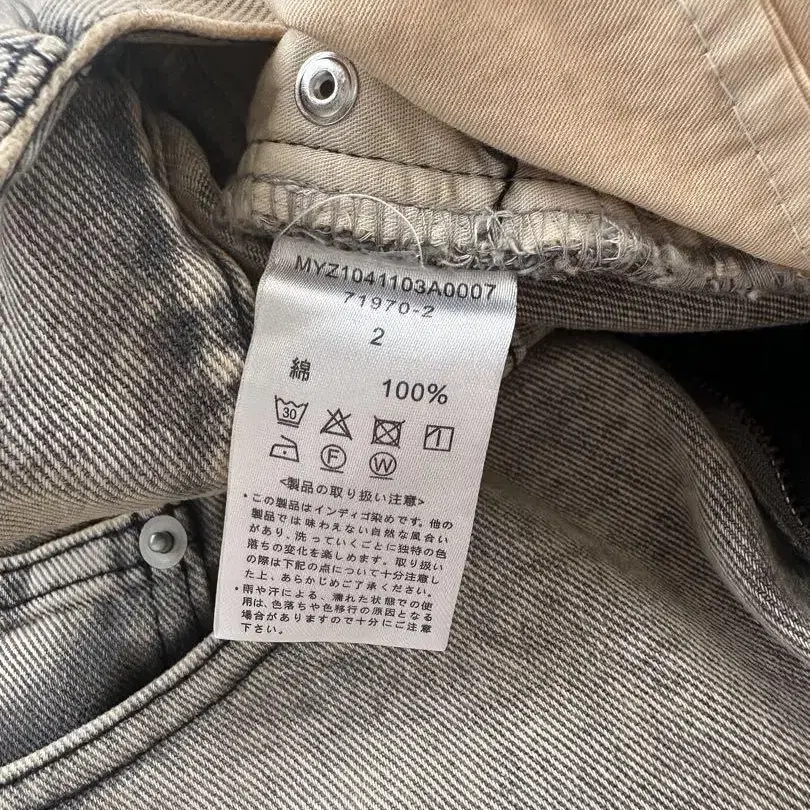 MYZ1041103A0007
71970-2
2
綿 100%
30
F W
<製品の取り扱い注意>
・この製品はインディゴ染めです。他の
製品では味わえない自然な風合い
があり、洗っていくごとに独特の色
落ちの変化を楽しめます。取り扱い
の際は下記の点について十分注意し
た上、あらかじめご了承ください。
・雨や汗による、濡れた状態での使
用は、色落ちや色移行の原因となる
場合がありますので十分にご注意
下さい。